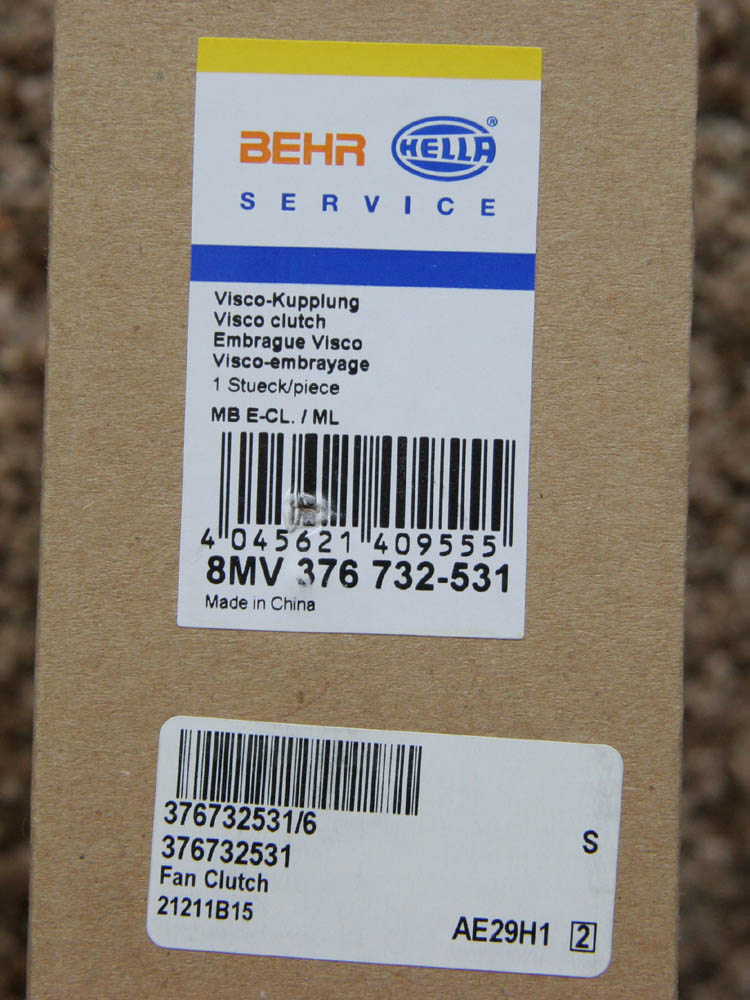 BEHR HELLA®
SERVICE
Visco-Kupplung
Visco clutch
Embrague Visco
Visco-embrayage
1 Stueck/piece
MB E-CL. / ML
4 045621 409555
8MV 376 732-531
Made in China
376732531/6
376732531
S
Fan Clutch
21211B15
AE29H1 2